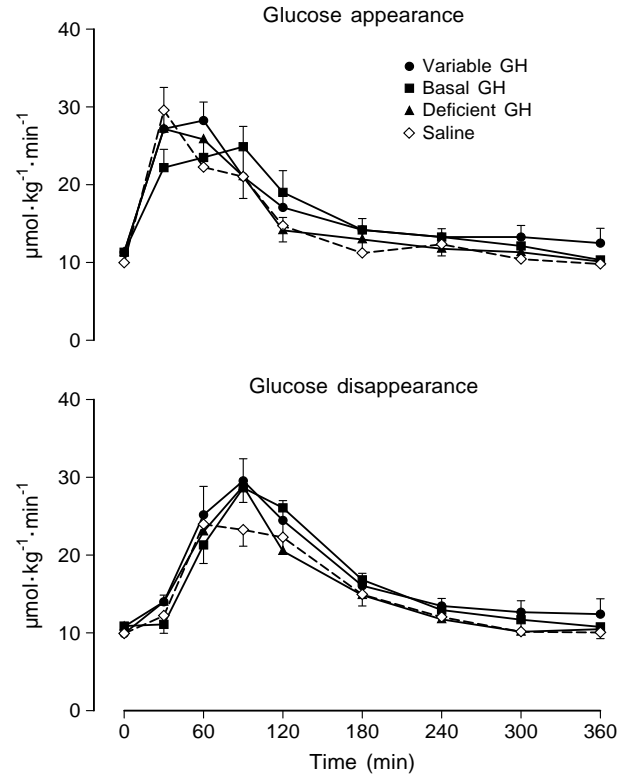 Glucose appearance
40
30
20
10
0
µmol·kg⁻¹·min⁻¹
Variable GH
Basal GH
Deficient GH
Saline
Glucose disappearance
40
30
20
10
0
µmol·kg⁻¹·min⁻¹
0 60 120 180 240 300 360
Time (min)